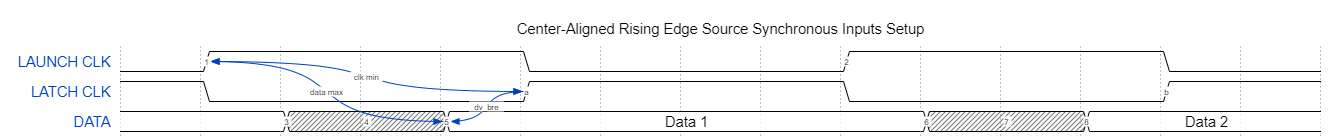 Center-Aligned Rising Edge Source Synchronous Inputs Setup
LAUNCH CLK 1 2
clk min
LATCH CLK a b
data max
dv_bre
DATA 3 4 5 Data 1 6 7 8 Data 2